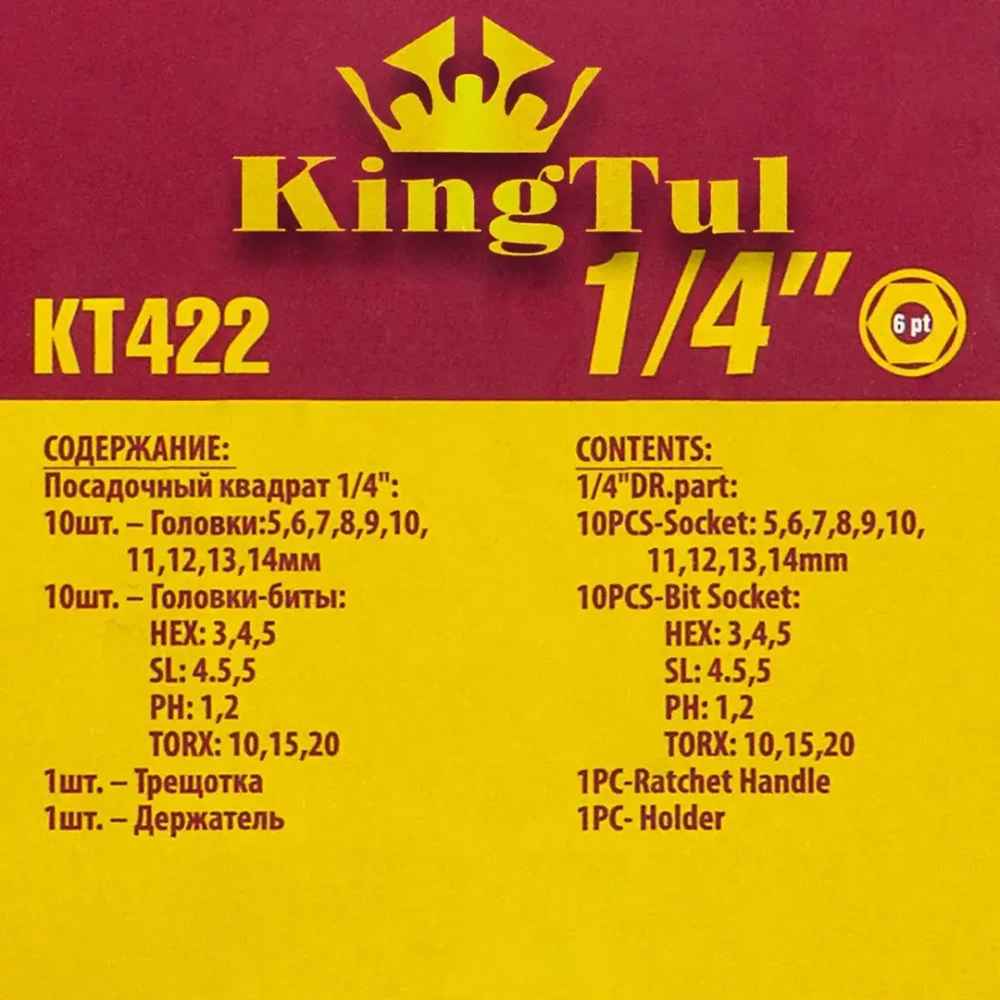 KingTul
KT422
1/4"
6 pt
СОДЕРЖАНИЕ:
Посадочный квадрат 1/4":
10шт. – Головки:5,6,7,8,9,10,
11,12,13,14мм
10шт. – Головки-биты:
HEX: 3,4,5
SL: 4.5,5
PH: 1,2
TORX: 10,15,20
1шт. – Трещотка
1шт. – Держатель
CONTENTS:
1/4"DR.part:
10PCS-Socket: 5,6,7,8,9,10,
11,12,13,14mm
10PCS-Bit Socket:
HEX: 3,4,5
SL: 4.5,5
PH: 1,2
TORX: 10,15,20
1PC-Ratchet Handle
1PC- Holder